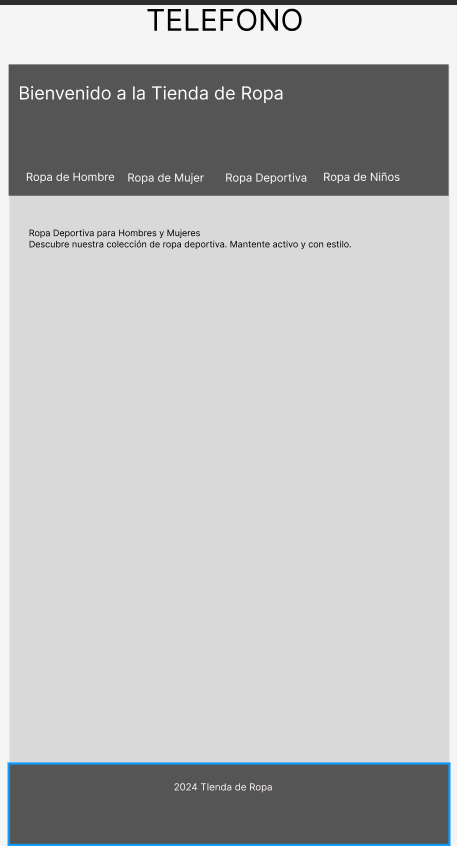 TELEFONO
Bienvenido a la Tienda de Ropa
Ropa de Hombre Ropa de Mujer Ropa Deportiva Ropa de Niños
Ropa Deportiva para Hombres y Mujeres
Descubre nuestra colección de ropa deportiva. Mantente activo y con estilo.
2024 TIenda de Ropa